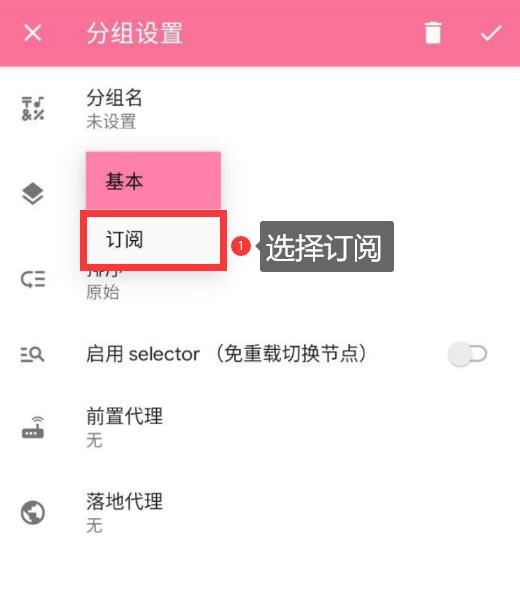 分组设置
分组名
未设置
基本
订阅
1 选择订阅
排序
原始
启用 selector （免重载切换节点）
前置代理
无
落地代理
无